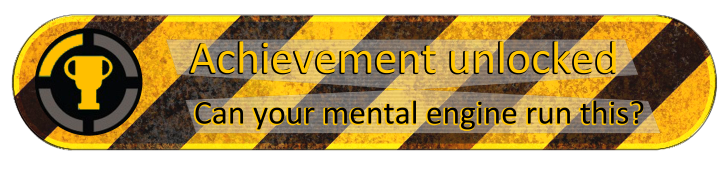 Achievement unlocked
Can your mental engine run this?